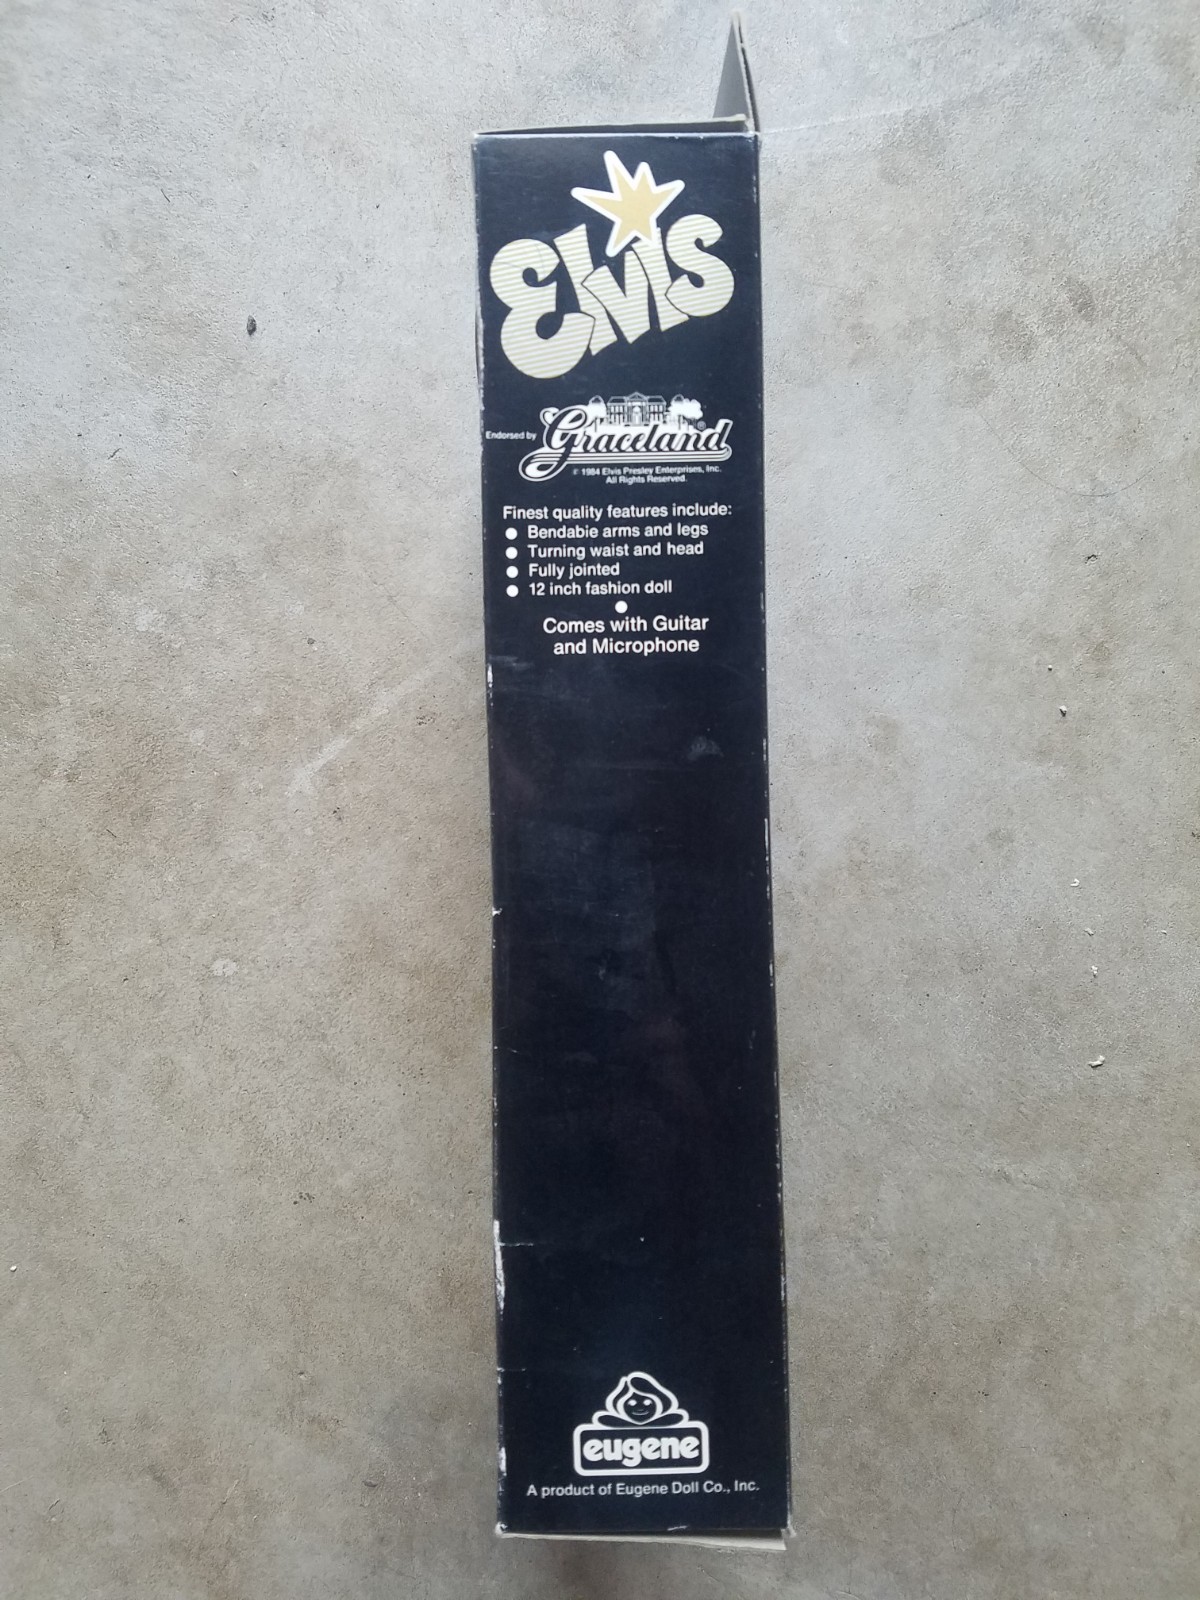 Elvis
Endorsed by Graceland®
© 1984 Elvis Presley Enterprises, Inc.
All Rights Reserved.
Finest quality features include:
● Bendable arms and legs
● Turning waist and head
● Fully jointed
● 12 inch fashion doll
●
Comes with Guitar
and Microphone
eugene
A product of Eugene Doll Co., Inc.